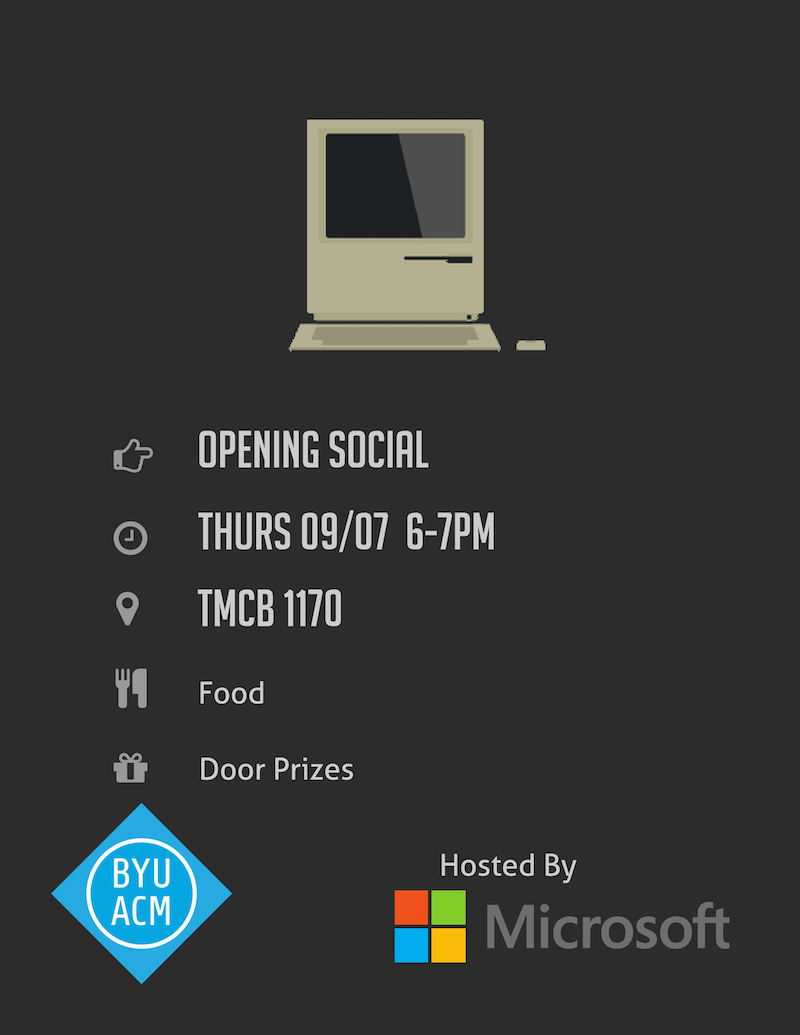 OPENING SOCIAL
THURS 09/07 6-7PM
TMCB 1170
Food
Door Prizes
BYU
ACM
Hosted By
Microsoft